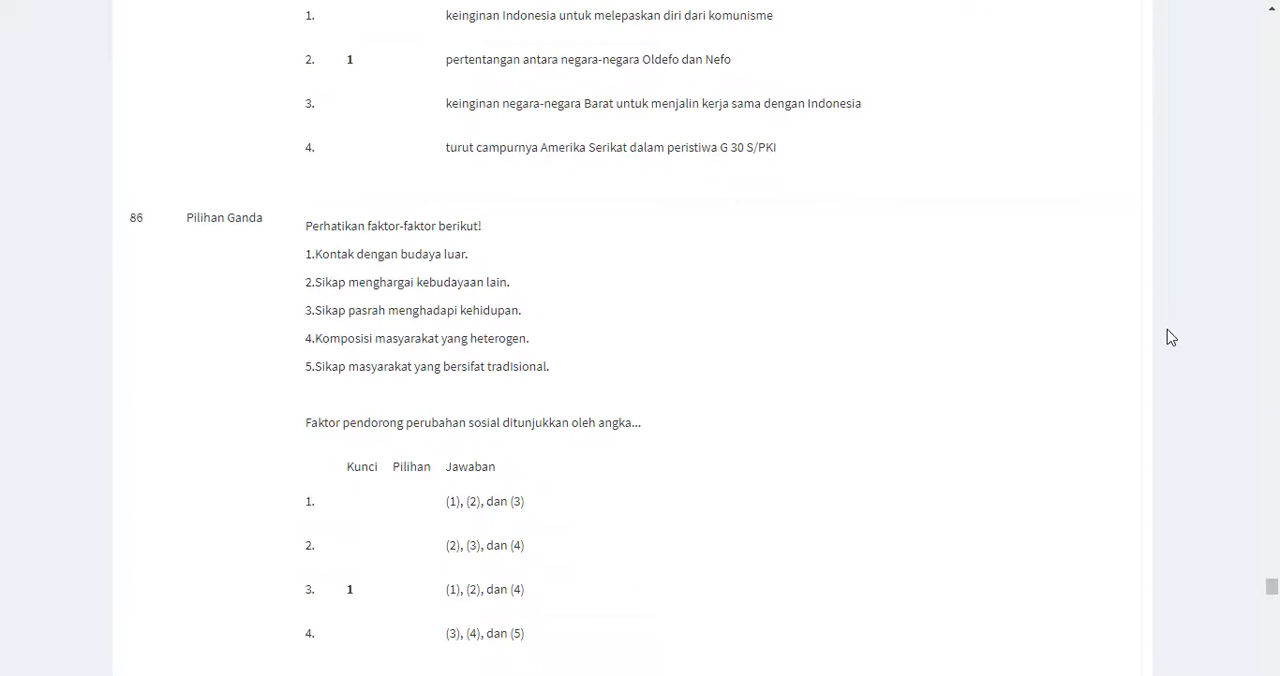 1. keinginan Indonesia untuk melepaskan diri dari komunisme
2. 1 pertentangan antara negara-negara Oldefo dan Nefo
3. keinginan negara-negara Barat untuk menjalin kerja sama dengan Indonesia
4. turut campurnya Amerika Serikat dalam peristiwa G 30 S/PKI
86 Pilihan Ganda
Perhatikan faktor-faktor berikut!
1.Kontak dengan budaya luar.
2.Sikap menghargai kebudayaan lain.
3.Sikap pasrah menghadapi kehidupan.
4.Komposisi masyarakat yang heterogen.
5.Sikap masyarakat yang bersifat tradIsional.
Faktor pendorong perubahan sosial ditunjukkan oleh angka...
Kunci Pilihan Jawaban
1. (1), (2), dan (3)
2. (2), (3), dan (4)
3. 1 (1), (2), dan (4)
4. (3), (4), dan (5)